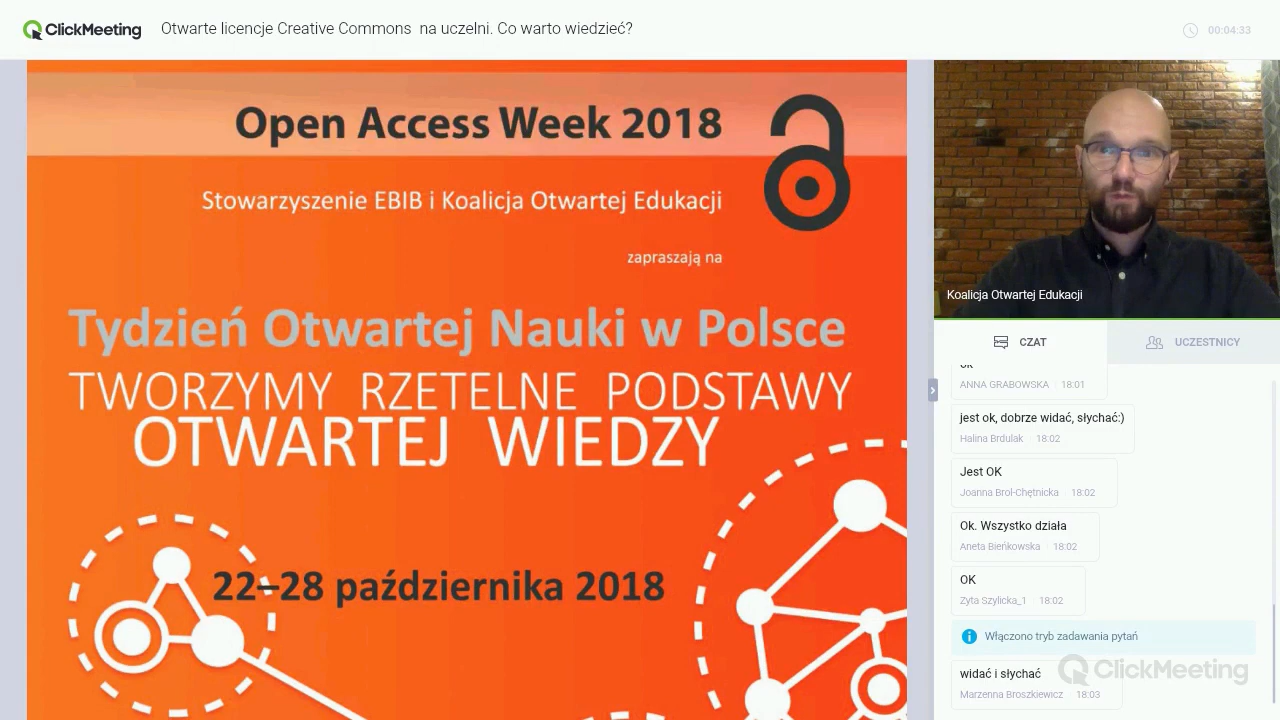 ClickMeeting
Otwarte licencje Creative Commons na uczelni. Co warto wiedzieć?
00:04:33
Open Access Week 2018
Stowarzyszenie EBIB i Koalicja Otwartej Edukacji
zapraszają na
Tydzień Otwartej Nauki w Polsce
TWORZYMY RZETELNE PODSTAWY
OTWARTEJ WIEDZY
22–28 października 2018
Koalicja Otwartej Edukacji
CZAT
UCZESTNICY
ok
ANNA GRABOWSKA 18:01
jest ok, dobrze widać, słychać:)
Halina Brdulak 18:02
Jest OK
Joanna Brol-Chętnicka 18:02
Ok. Wszystko działa
Aneta Bieńkowska 18:02
OK
Zyta Szylicka_1 18:02
Włączono tryb zadawania pytań
widać i słychać
Marzenna Broszkiewicz 18:03
ClickMeeting